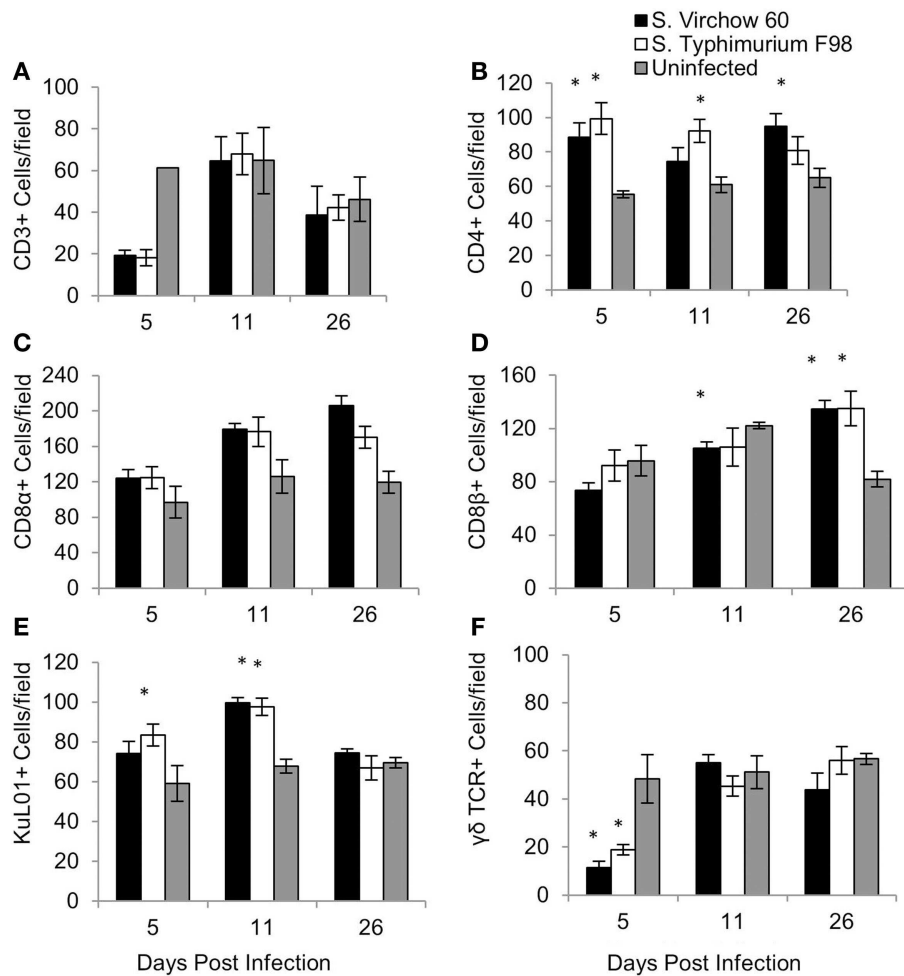 S. Virchow 60
S. Typhimurium F98
Uninfected
A
100
80
60
40
20
0
CD3+ Cells/field
5 11 26
B
120
100
80
60
40
20
0
CD4+ Cells/field
* * * *
5 11 26
C
240
200
160
120
80
40
0
CD8α+ Cells/field
5 11 26
D
160
120
80
40
0
CD8β+ Cells/field
* * *
5 11 26
E
120
100
80
60
40
20
0
KuL01+ Cells/field
* * *
5 11 26
Days Post Infection
F
100
80
60
40
20
0
γδ TCR+ Cells/field
* *
5 11 26
Days Post Infection